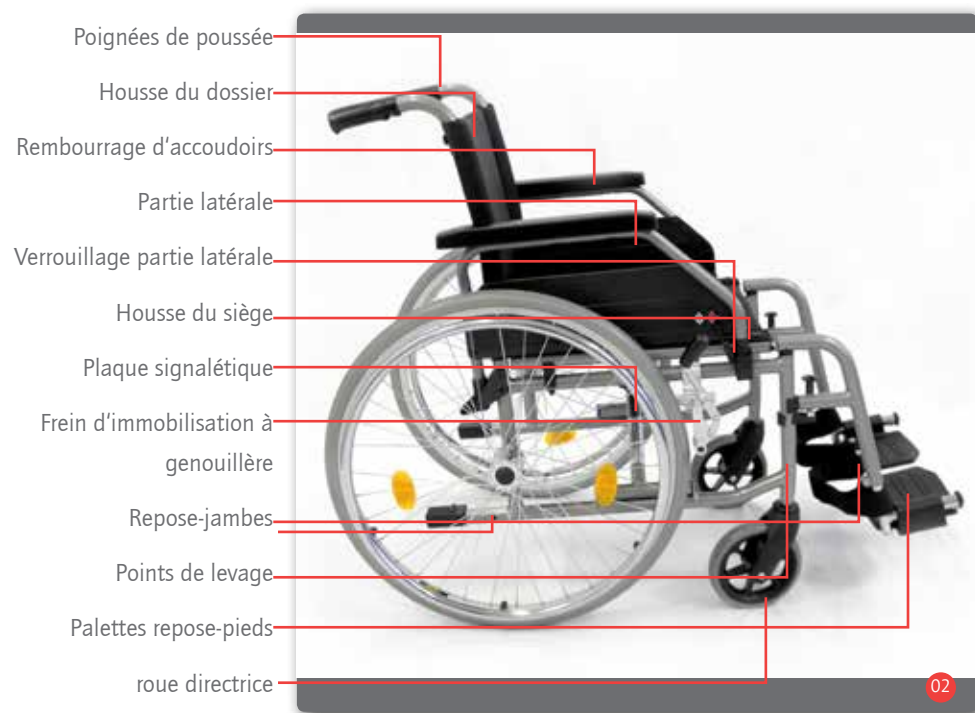 Poignées de poussée
Housse du dossier
Rembourrage d‘accoudoirs
Partie latérale
Verrouillage partie latérale
Housse du siège
Plaque signalétique
Frein d‘immobilisation à
genouillère
Repose-jambes
Points de levage
Palettes repose-pieds
roue directrice
02